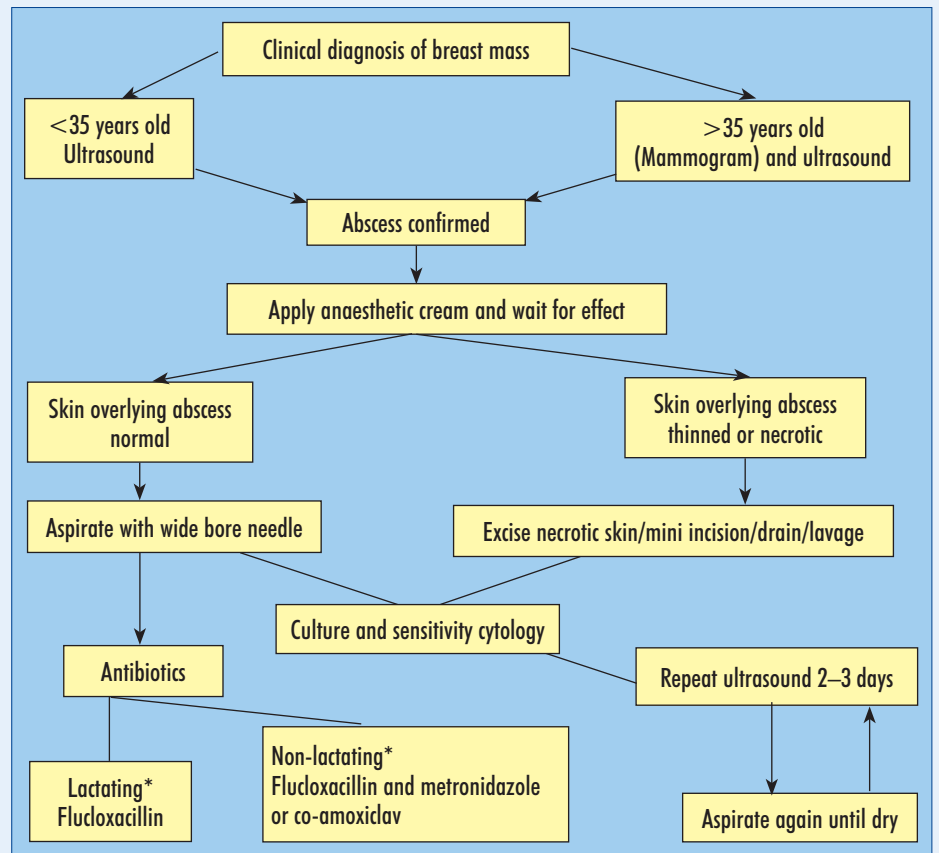 Clinical diagnosis of breast mass
<35 years old
Ultrasound
>35 years old
(Mammogram) and ultrasound
Abscess confirmed
Apply anaesthetic cream and wait for effect
Skin overlying abscess
normal
Skin overlying abscess
thinned or necrotic
Aspirate with wide bore needle
Excise necrotic skin/mini incision/drain/lavage
Culture and sensitivity cytology
Antibiotics
Repeat ultrasound 2–3 days
Lactating*
Flucloxacillin
Non-lactating*
Flucloxacillin and metronidazole
or co-amoxiclav
Aspirate again until dry